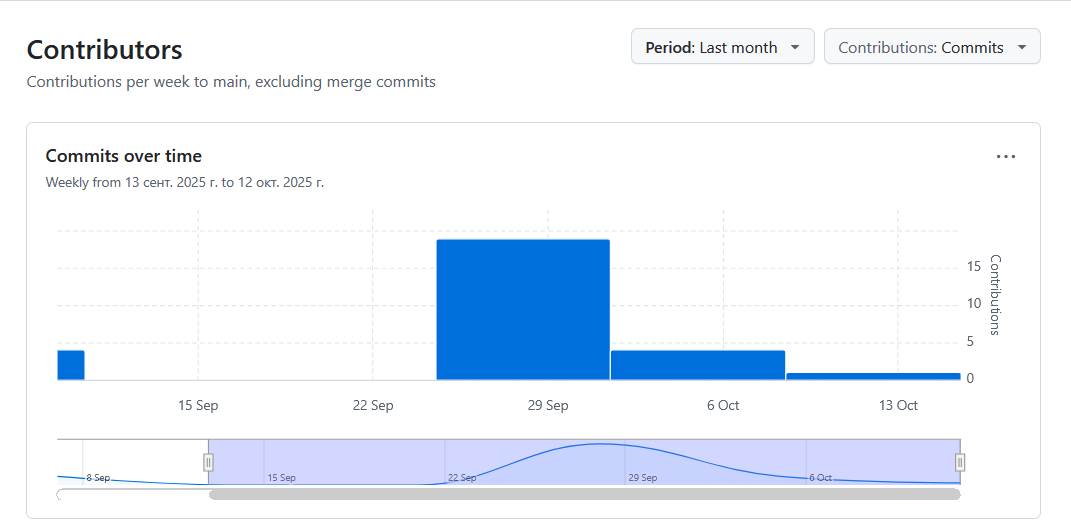 Contributors
Period: Last month
Contributions: Commits
Contributions per week to main, excluding merge commits
Commits over time
Weekly from 13 сент. 2025 г. to 12 окт. 2025 г.
15
10
5
0
Contributions
15 Sep
22 Sep
29 Sep
6 Oct
13 Oct
8 Sep
15 Sep
22 Sep
29 Sep
6 Oct